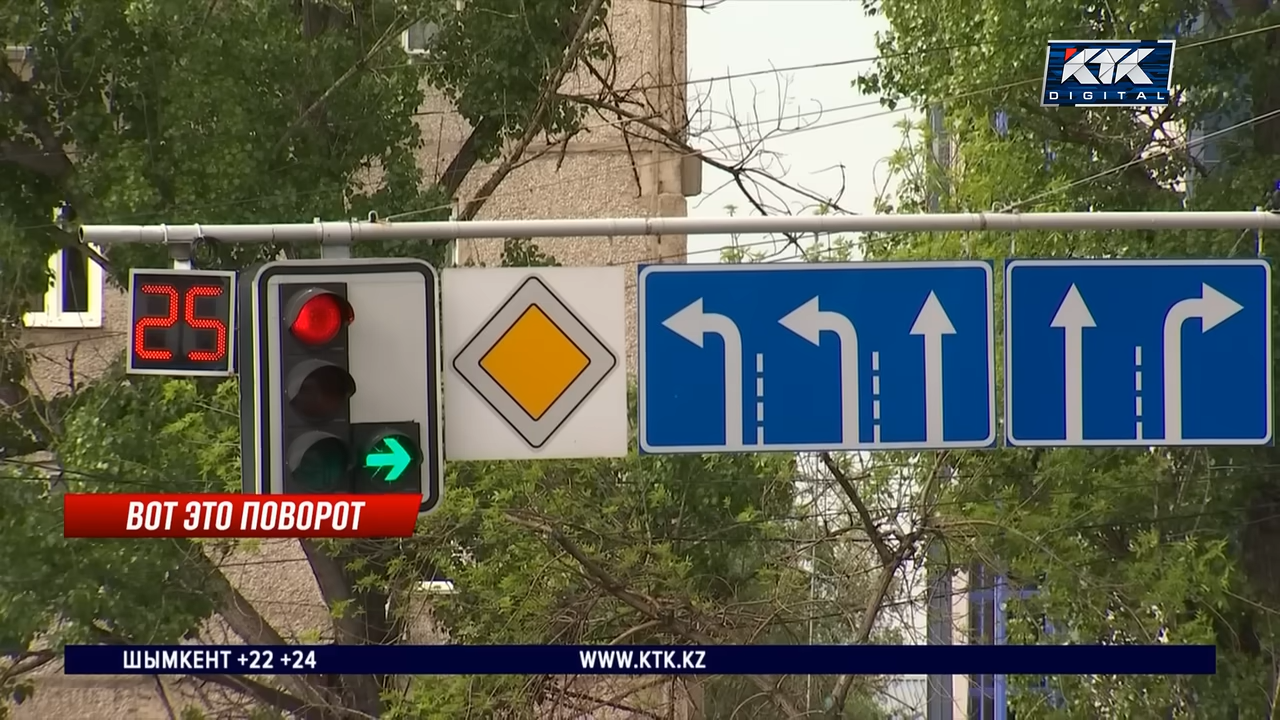 KTK
DIGITAL
25
ВОТ ЭТО ПОВОРОТ
ШЫМКЕНТ +22 +24
WWW.KTK.KZ